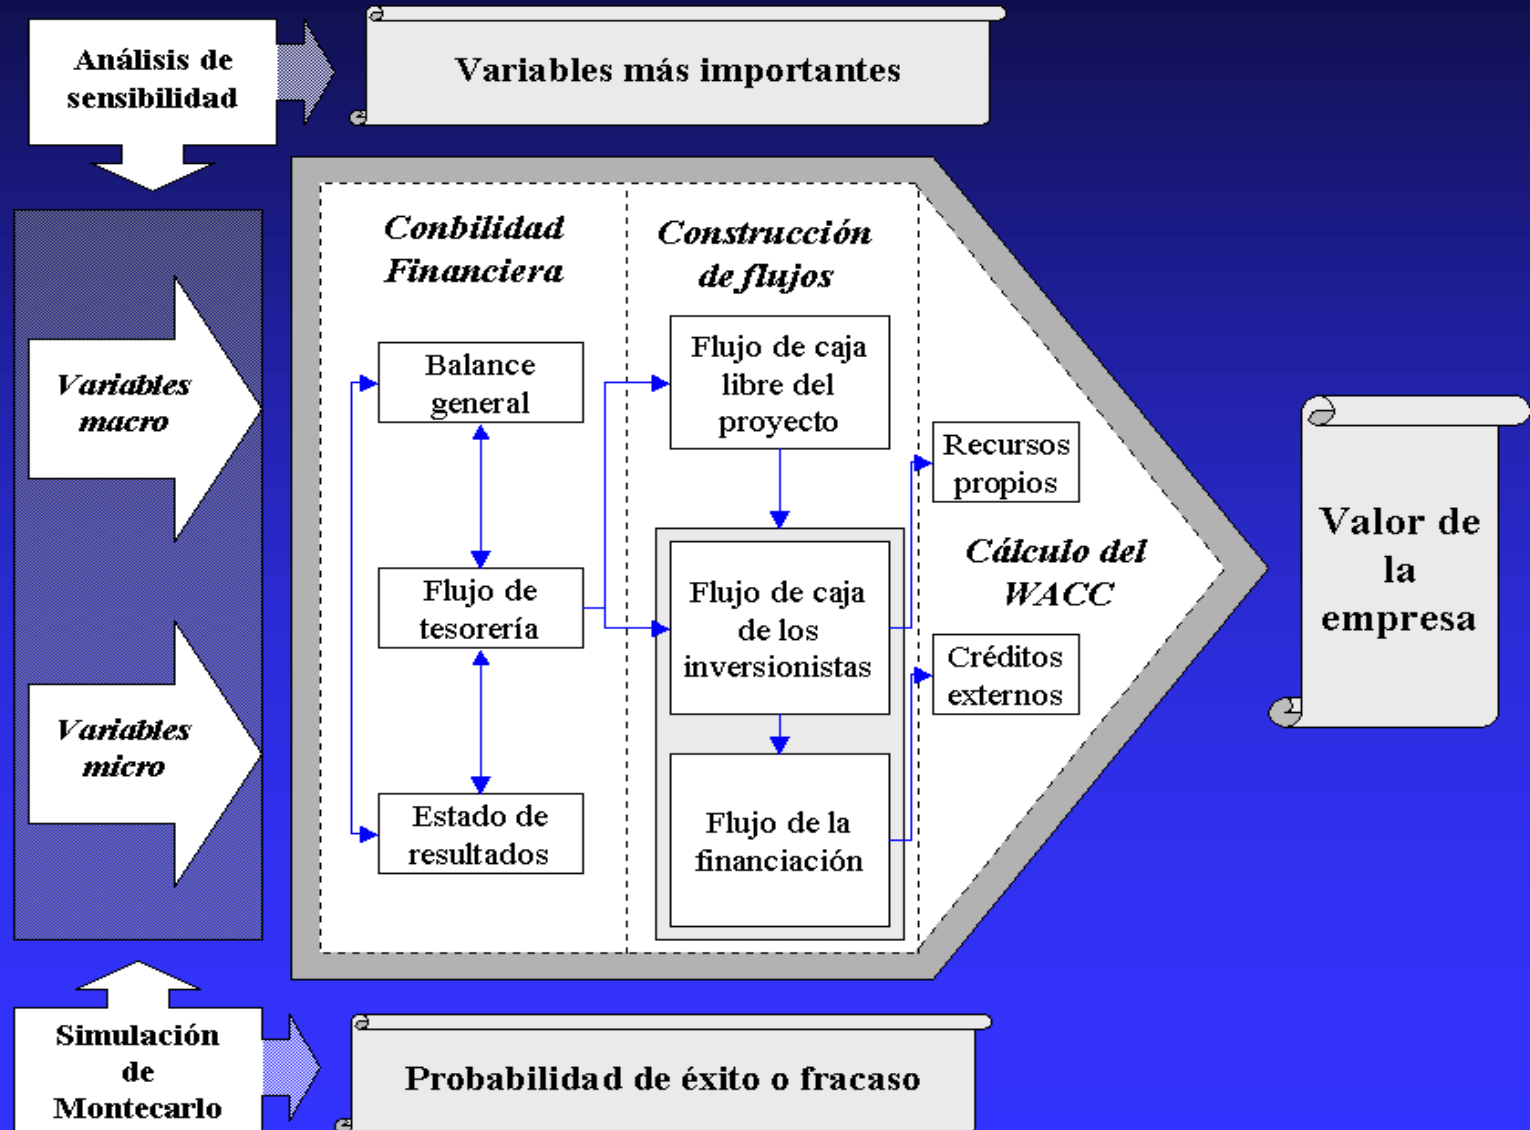 Análisis de
sensibilidad
Variables más importantes
Conbilidad
Financiera
Construcción
de flujos
Variables
macro
Balance
general
Flujo de caja
libre del
proyecto
Recursos
propios
Valor de
la
empresa
Cálculo del
WACC
Flujo de
tesorería
Flujo de caja
de los
inversionistas
Créditos
externos
Variables
micro
Estado de
resultados
Flujo de la
financiación
Simulación
de
Montecarlo
Probabilidad de éxito o fracaso